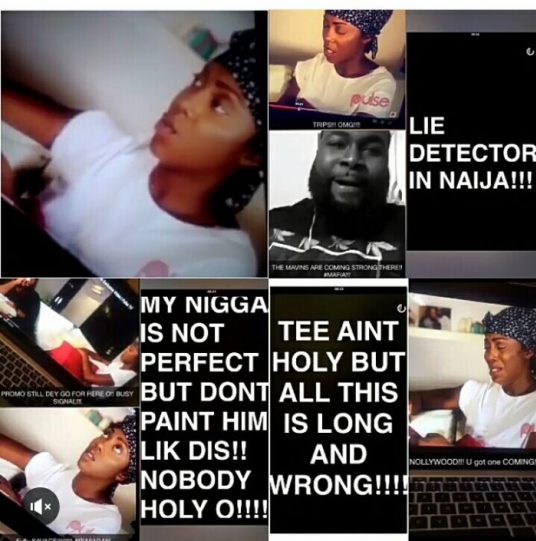 pulse
TRIPS!! OMG!!!
THE MAVINS ARE COMING STRONG THERE!!
#MAFIA!!!
LIE
DETECTOR
IN NAIJA!!!
PROMO STILL DEY GO FOR HERE O!! BUSY
SIGNAL!!!
MY NIGGA
IS NOT
PERFECT
BUT DONT
PAINT HIM
LIK DIS!!
NOBODY
HOLY O!!!!
TEE AINT
HOLY BUT
ALL THIS
IS LONG
AND
WRONG!!!!
NOLLYWOOD!!! U got one COMING!